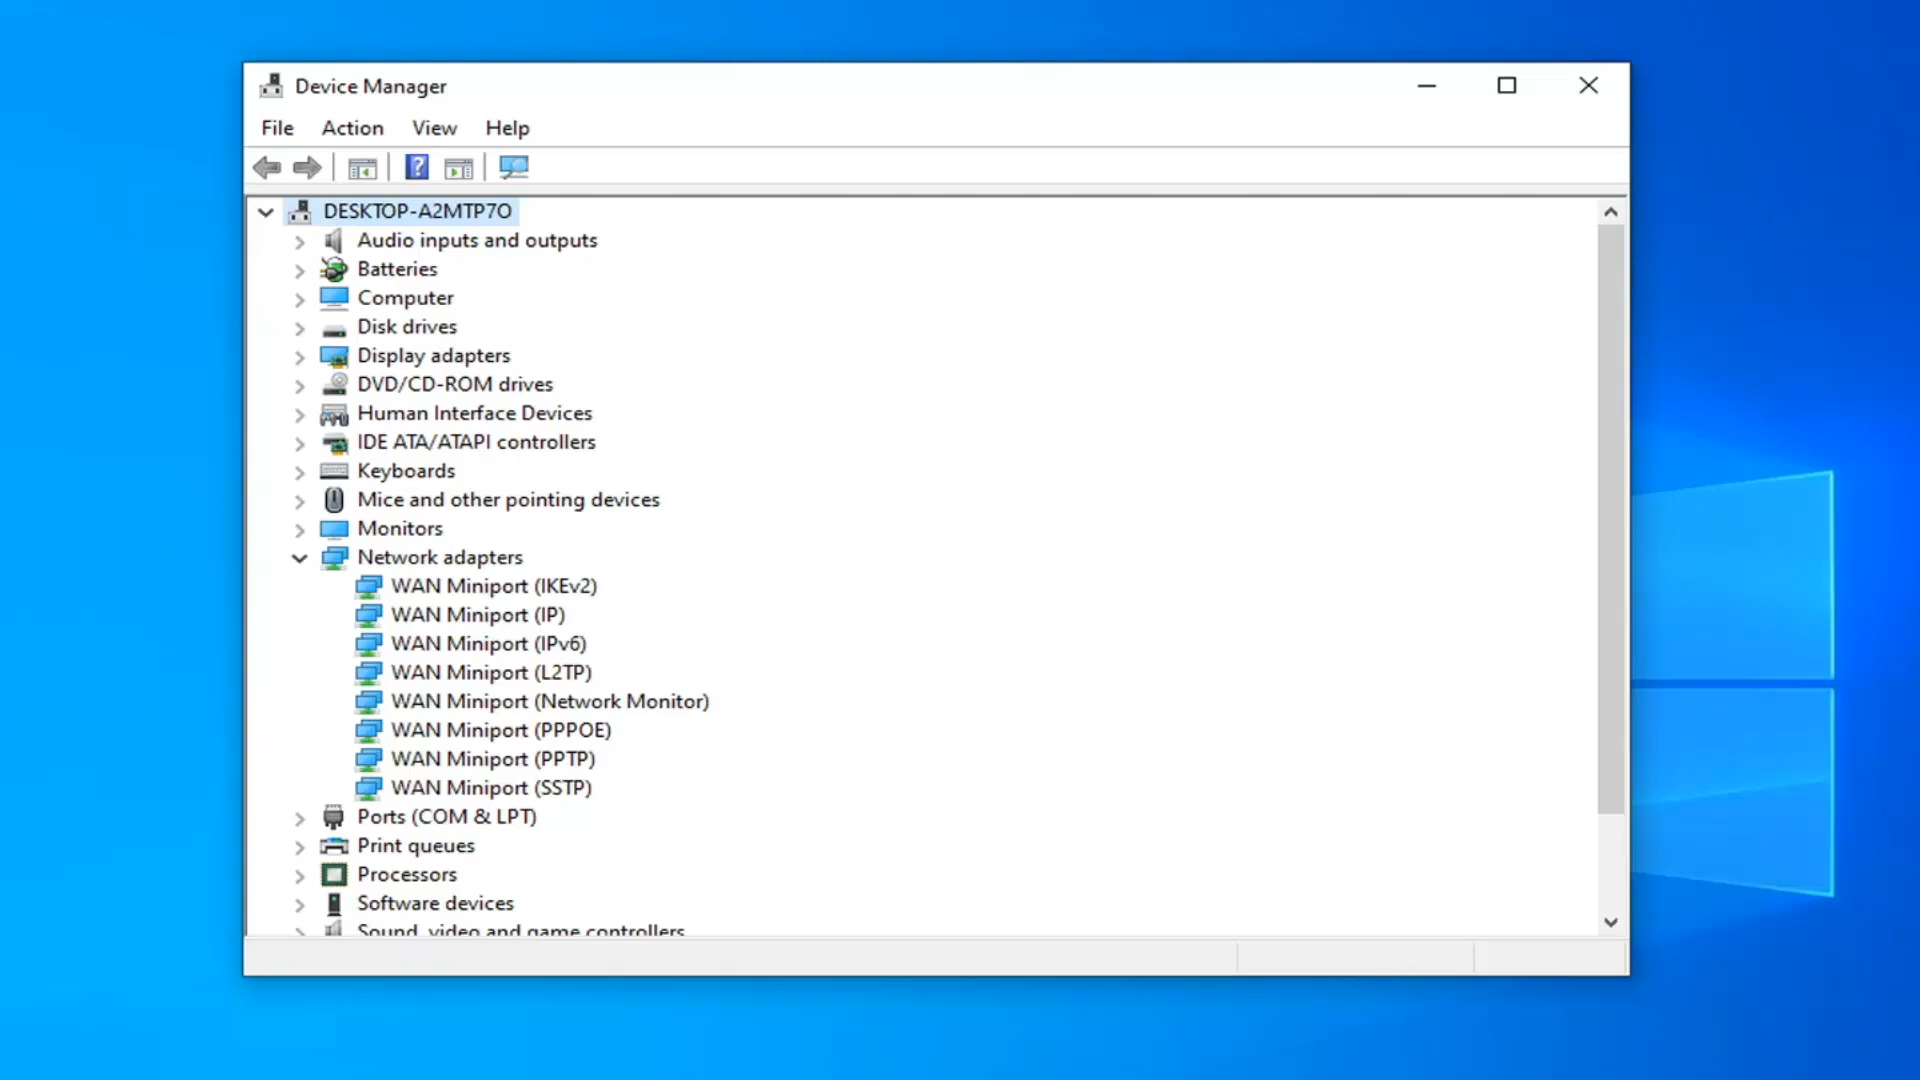 Device Manager
File Action View Help
DESKTOP-A2MTP7O
Audio inputs and outputs
Batteries
Computer
Disk drives
Display adapters
DVD/CD-ROM drives
Human Interface Devices
IDE ATA/ATAPI controllers
Keyboards
Mice and other pointing devices
Monitors
Network adapters
WAN Miniport (IKEv2)
WAN Miniport (IP)
WAN Miniport (IPv6)
WAN Miniport (L2TP)
WAN Miniport (Network Monitor)
WAN Miniport (PPPOE)
WAN Miniport (PPTP)
WAN Miniport (SSTP)
Ports (COM & LPT)
Print queues
Processors
Software devices
Sound, video and game controllers